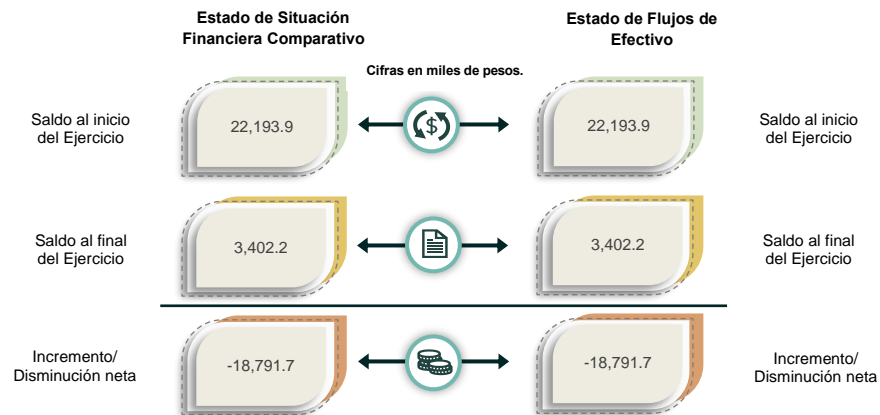 Estado de Situación
Financiera Comparativo
Estado de Flujos de
Efectivo
Cifras en miles de pesos.
Saldo al inicio
del Ejercicio
22,193.9
$
22,193.9
Saldo al inicio
del Ejercicio
Saldo al final
del Ejercicio
3,402.2
3,402.2
Saldo al final
del Ejercicio
Incremento/
Disminución neta
-18,791.7
-18,791.7
Incremento/
Disminución neta